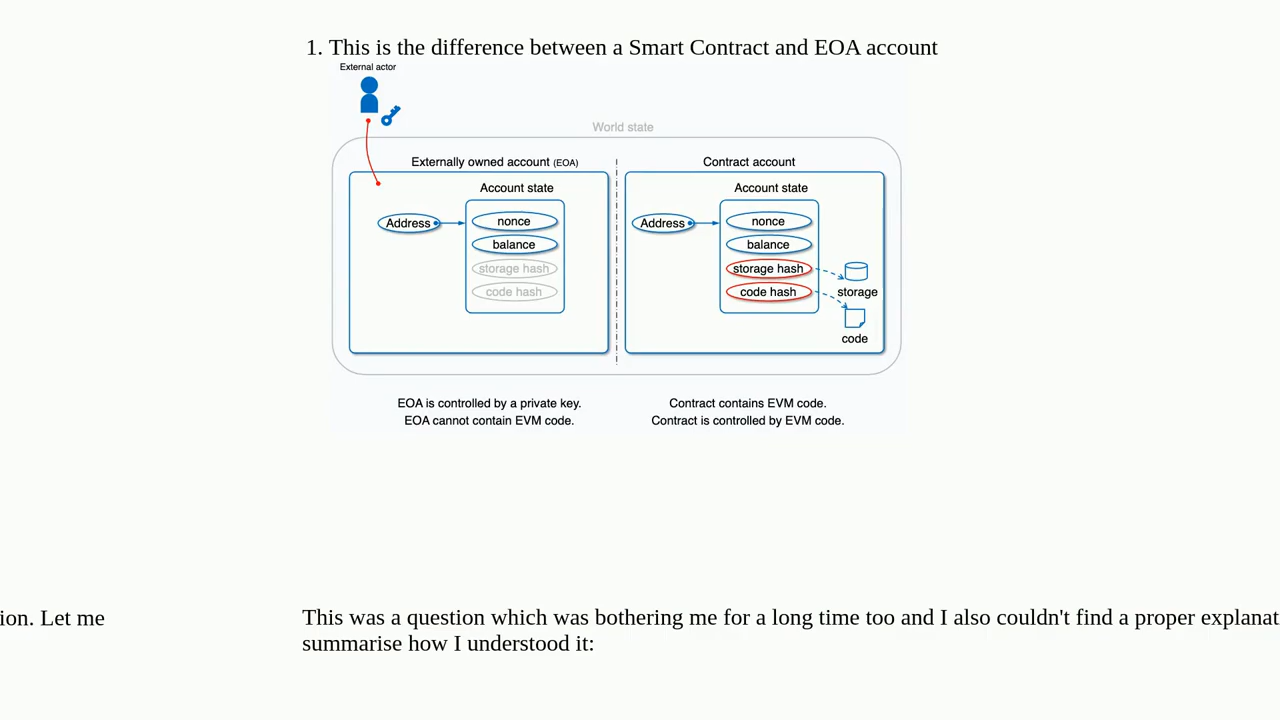 1. This is the difference between a Smart Contract and EOA account
External actor
World state
Externally owned account (EOA)
Account state
Address
nonce
balance
storage hash
code hash
Contract account
Account state
Address
nonce
balance
storage hash
code hash
storage
code
EOA is controlled by a private key.
EOA cannot contain EVM code.
Contract contains EVM code.
Contract is controlled by EVM code.
ion. Let me
This was a question which was bothering me for a long time too and I also couldn't find a proper explanat
summarise how I understood it: